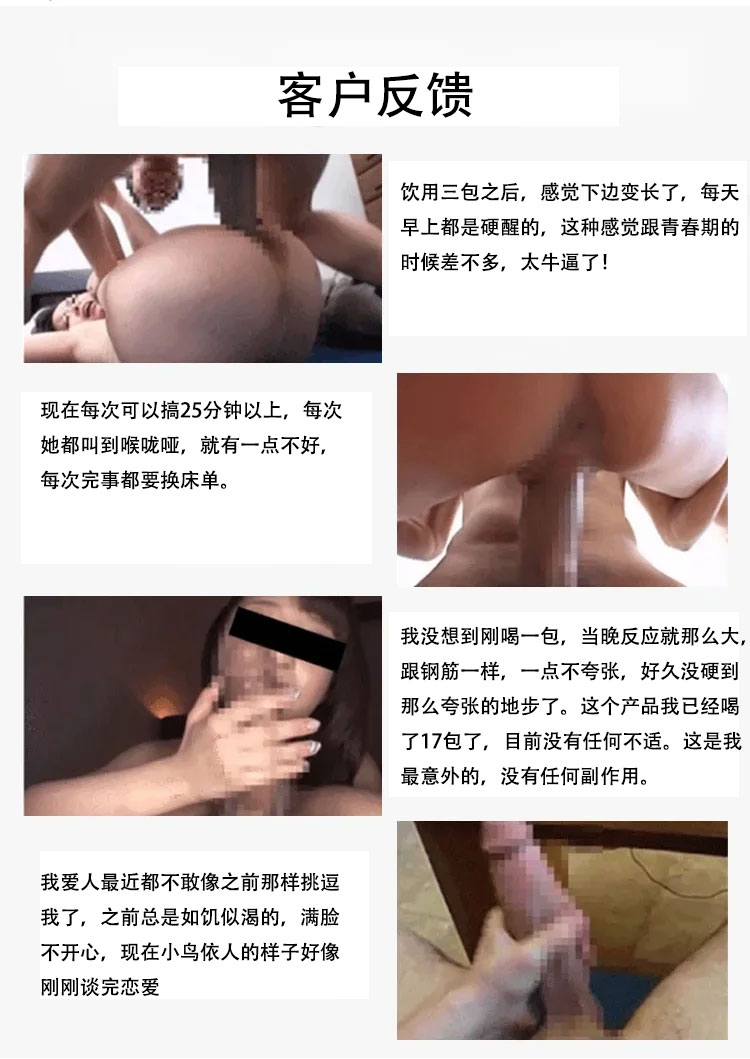 客户反馈
饮用三包之后，感觉下边变长了，每天
早上都是硬醒的，这种感觉跟青春期的
时候差不多，太牛逼了！
现在每次可以搞25分钟以上，每次
她都叫到喉咙哑，就有一点不好，
每次完事都要换床单。
我没想到刚喝一包，当晚反应就那么大，
跟钢筋一样，一点不夸张，好久没硬到
那么夸张的地步了。这个产品我已经喝
了17包了，目前没有任何不适。这是我
最意外的，没有任何副作用。
我爱人最近都不敢像之前那样挑逗
我了，之前总是如饥似渴的，满脸
不开心，现在小鸟依人的样子好像
刚刚谈完恋爱